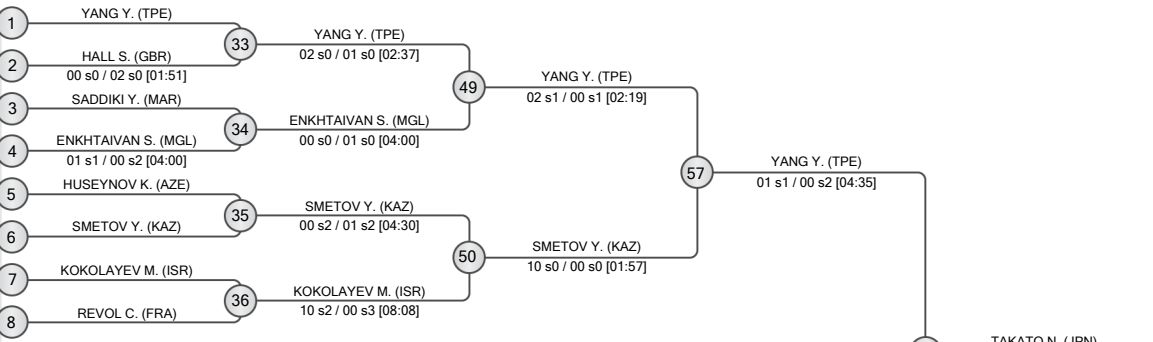 1
YANG Y. (TPE)
33
YANG Y. (TPE)
02 s0 / 01 s0 [02:37]
2
HALL S. (GBR)
00 s0 / 02 s0 [01:51]
49
YANG Y. (TPE)
02 s1 / 00 s1 [02:19]
3
SADDIKI Y. (MAR)
34
ENKHTAIVAN S. (MGL)
00 s0 / 01 s0 [04:00]
4
ENKHTAIVAN S. (MGL)
01 s1 / 00 s2 [04:00]
57
YANG Y. (TPE)
01 s1 / 00 s2 [04:35]
5
HUSEYNOV K. (AZE)
35
SMETOV Y. (KAZ)
00 s2 / 01 s2 [04:30]
6
SMETOV Y. (KAZ)
50
SMETOV Y. (KAZ)
10 s0 / 00 s0 [01:57]
7
KOKOLAYEV M. (ISR)
36
KOKOLAYEV M. (ISR)
10 s2 / 00 s3 [08:08]
8
REVOL C. (FRA)
TAKATO N. (JPN)